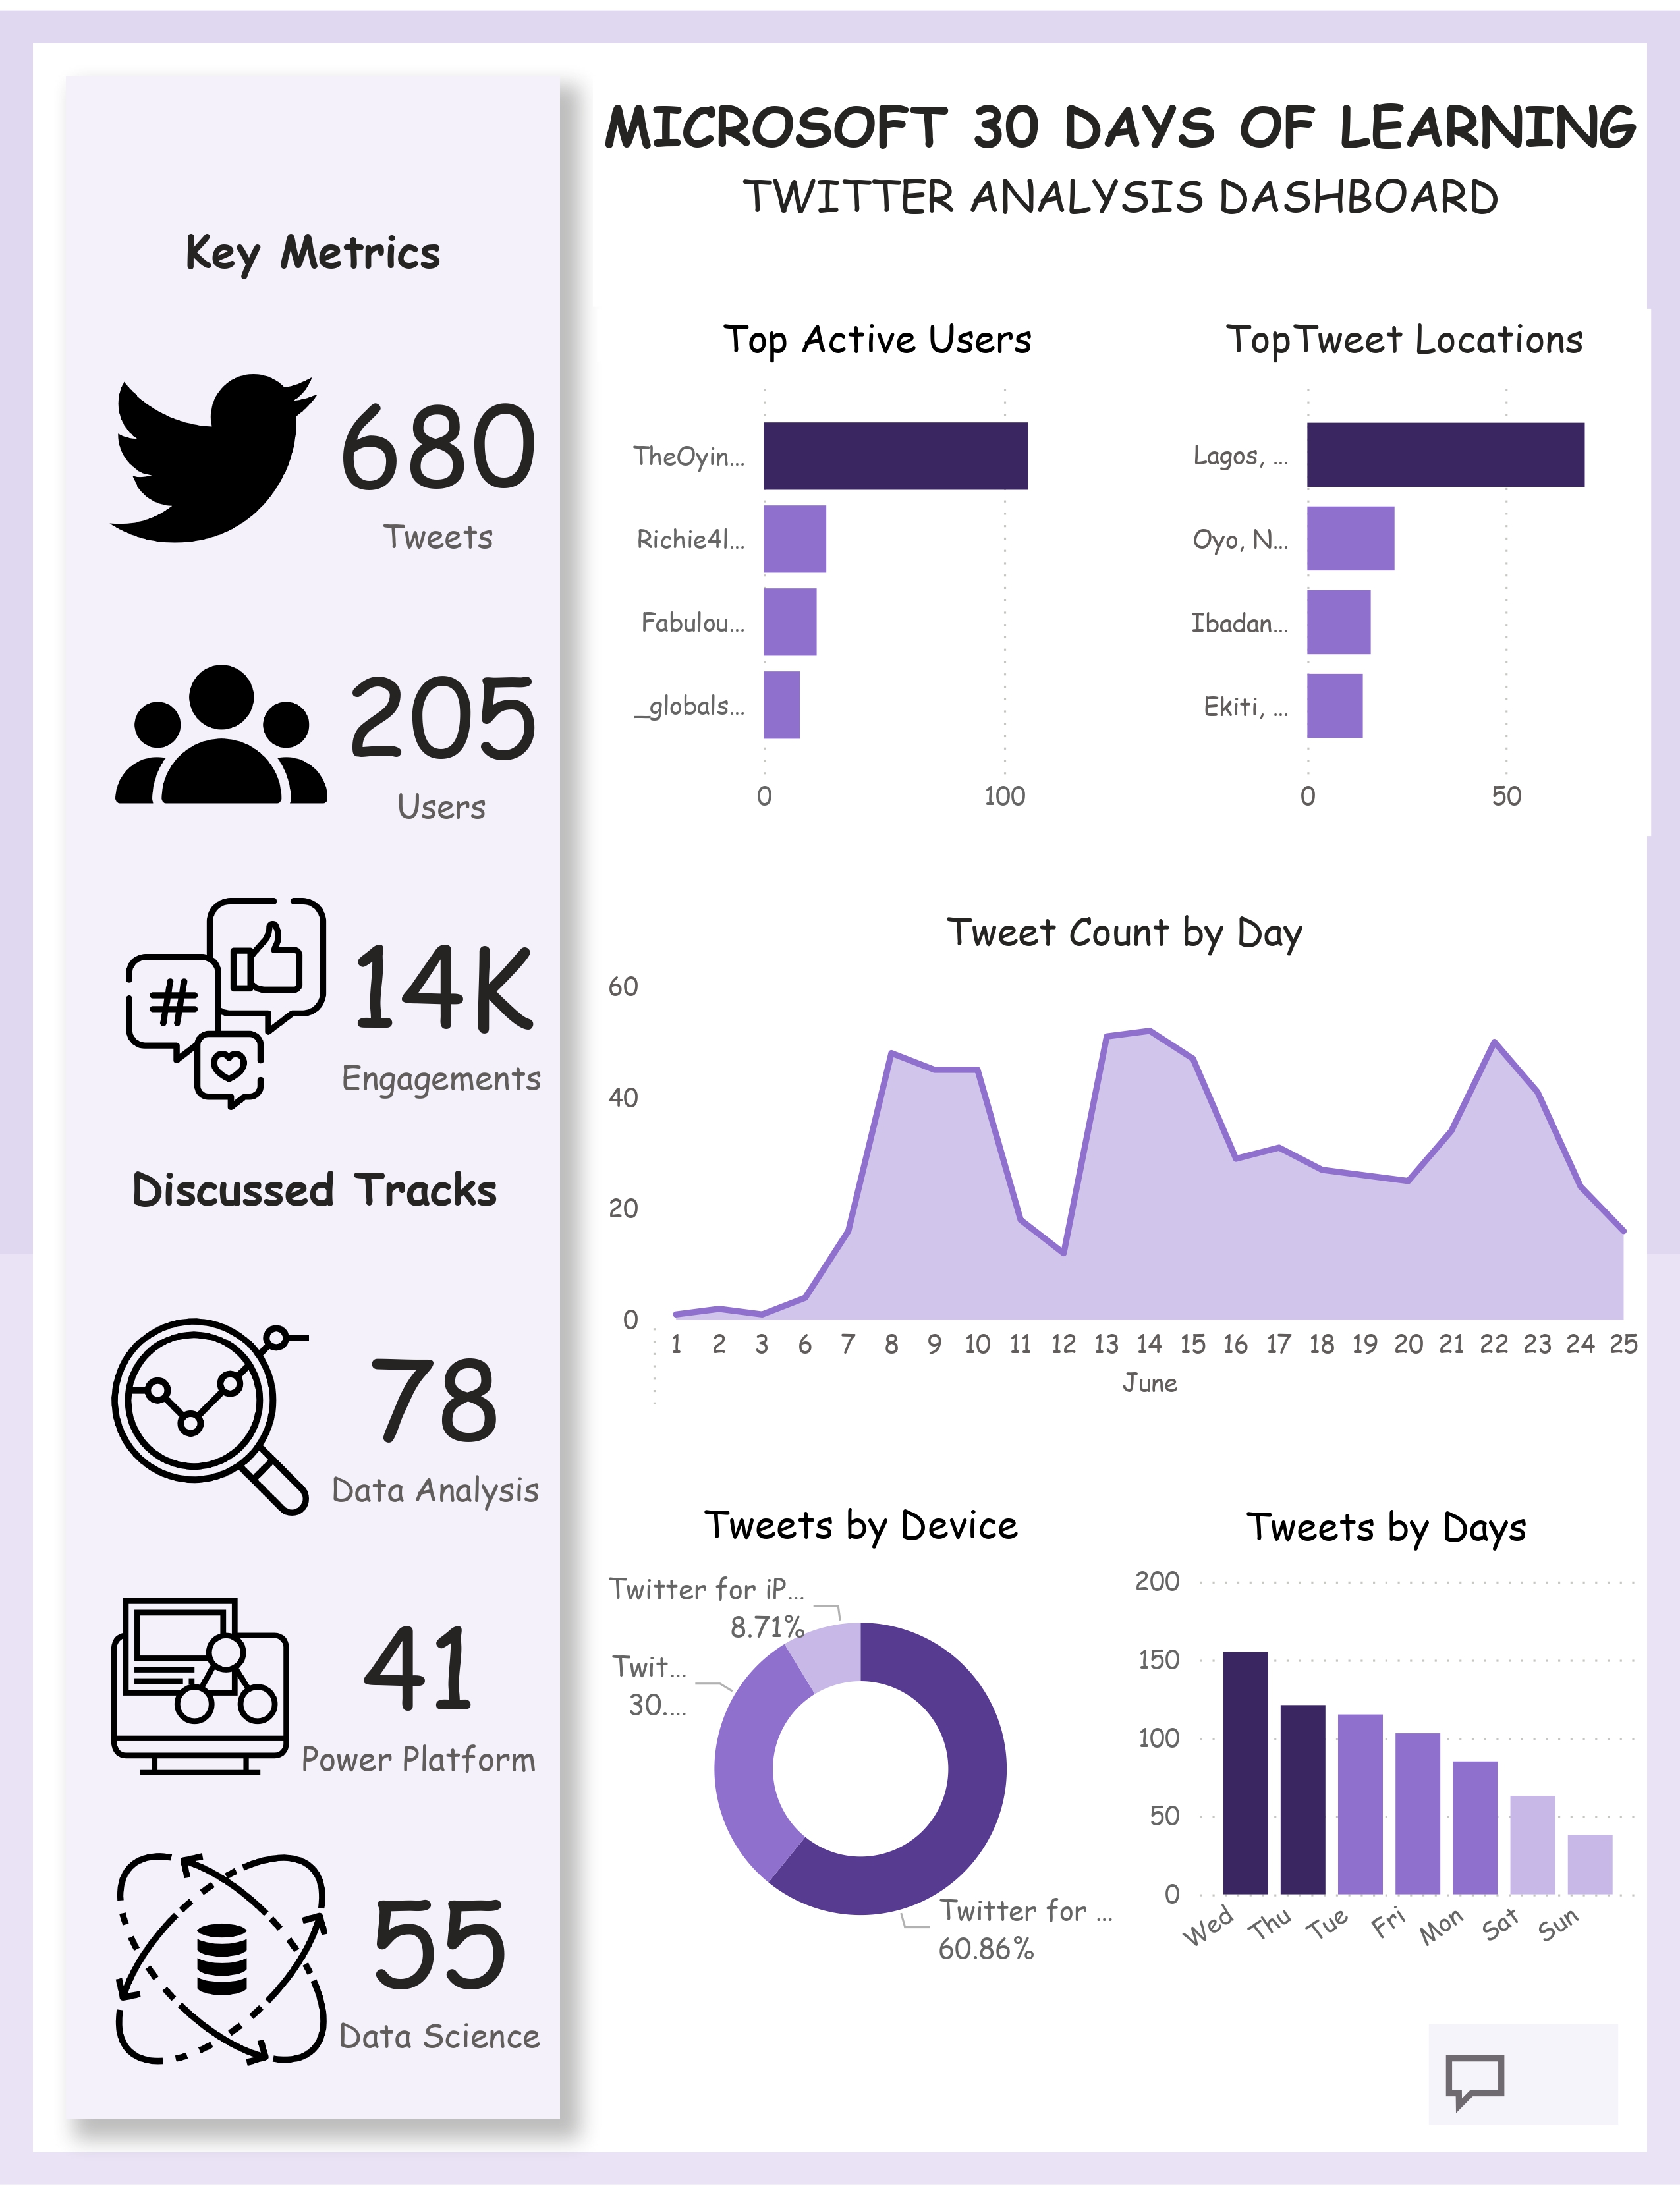 MICROSOFT 30 DAYS OF LEARNING
TWITTER ANALYSIS DASHBOARD
Key Metrics
680
Tweets
205
Users
#
14K
Engagements
Discussed Tracks
78
Data Analysis
41
Power Platform
55
Data Science
Top Active Users
TheOyin...
Richie4l...
Fabulou...
_globals...
0 100
TopTweet Locations
Lagos, ...
Oyo, N...
Ibadan...
Ekiti, ...
0 50
Tweet Count by Day
60
40
20
0
1 2 3 6 7 8 9 10 11 12 13 14 15 16 17 18 19 20 21 22 23 24 25
June
Tweets by Device
Twitter for iP...
8.71%
Twit...
30....
Twitter for ...
60.86%
Tweets by Days
200
150
100
50
0
Wed Thu Tue Fri Mon Sat Sun